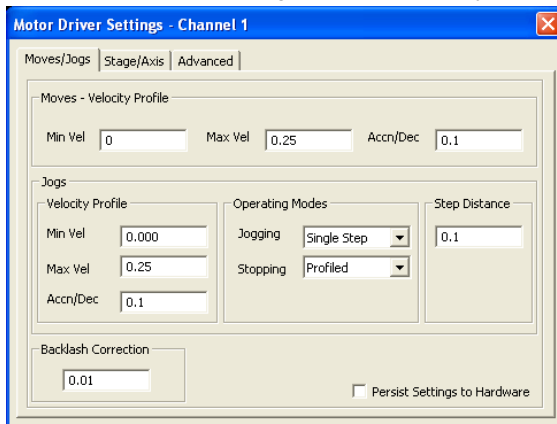 Motor Driver Settings - Channel 1
Moves/Jogs Stage/Axis Advanced
Moves - Velocity Profile
Min Vel 0 Max Vel 0.25 Accn/Dec 0.1
Jogs
Velocity Profile Operating Modes Step Distance
Min Vel 0.000 Jogging Single Step 0.1
Max Vel 0.25 Stopping Profiled
Accn/Dec 0.1
Backlash Correction
0.01
Persist Settings to Hardware